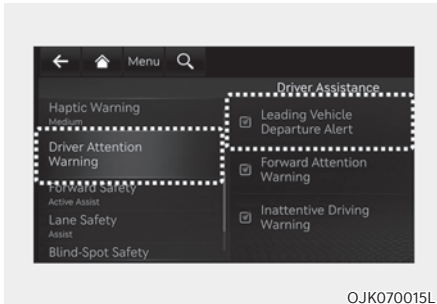 Menu
Driver Assistance
Haptic Warning
Medium
Driver Attention
Warning
Forward Safety
Active Assist
Lane Safety
Assist
Blind-Spot Safety
Leading Vehicle
Departure Alert
Forward Attention
Warning
Inattentive Driving
Warning
OJK070015L